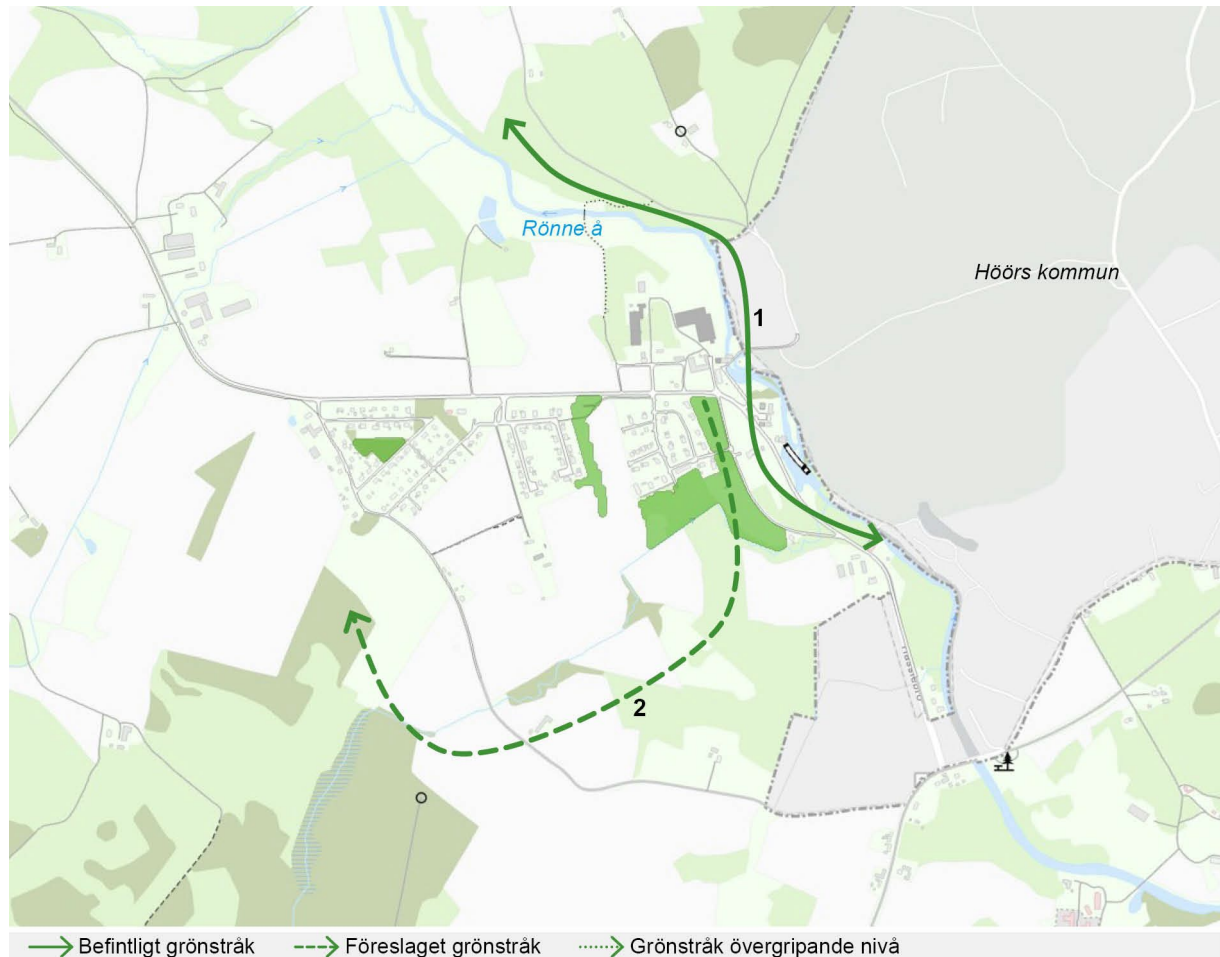 Rönne å
Höörs kommun
1
2
Befintligt grönstråk
Föreslaget grönstråk
Grönstråk övergripande nivå